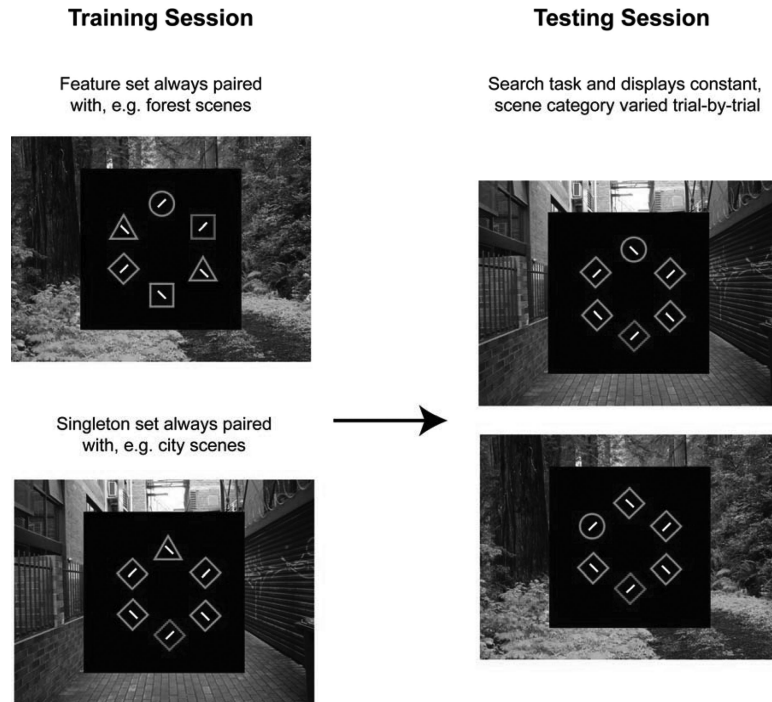 Training Session
Feature set always paired
with, e.g. forest scenes
Singleton set always paired
with, e.g. city scenes
Testing Session
Search task and displays constant,
scene category varied trial-by-trial